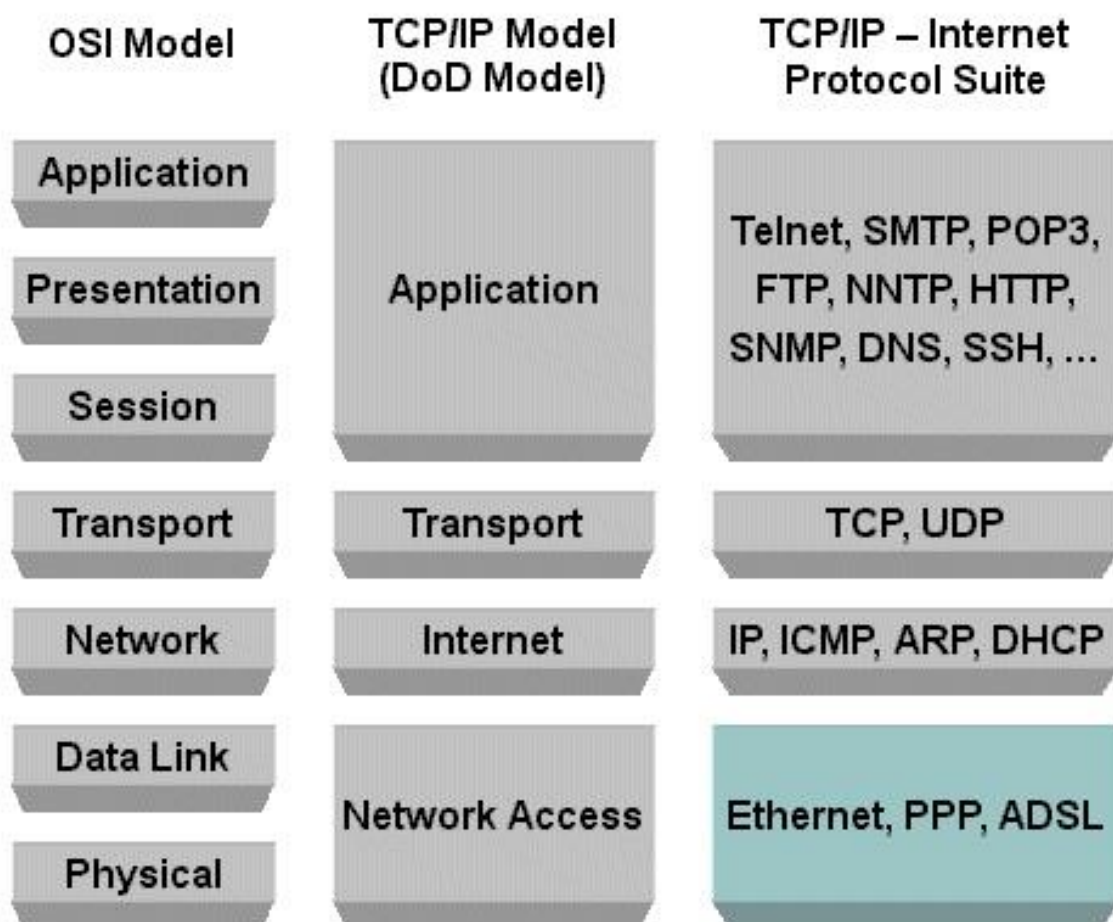 OSI Model
TCP/IP Model
(DoD Model)
TCP/IP – Internet
Protocol Suite
Application
Presentation
Session
Transport
Network
Data Link
Physical
Application
Transport
Internet
Network Access
Telnet, SMTP, POP3,
FTP, NNTP, HTTP,
SNMP, DNS, SSH, ...
TCP, UDP
IP, ICMP, ARP, DHCP
Ethernet, PPP, ADSL